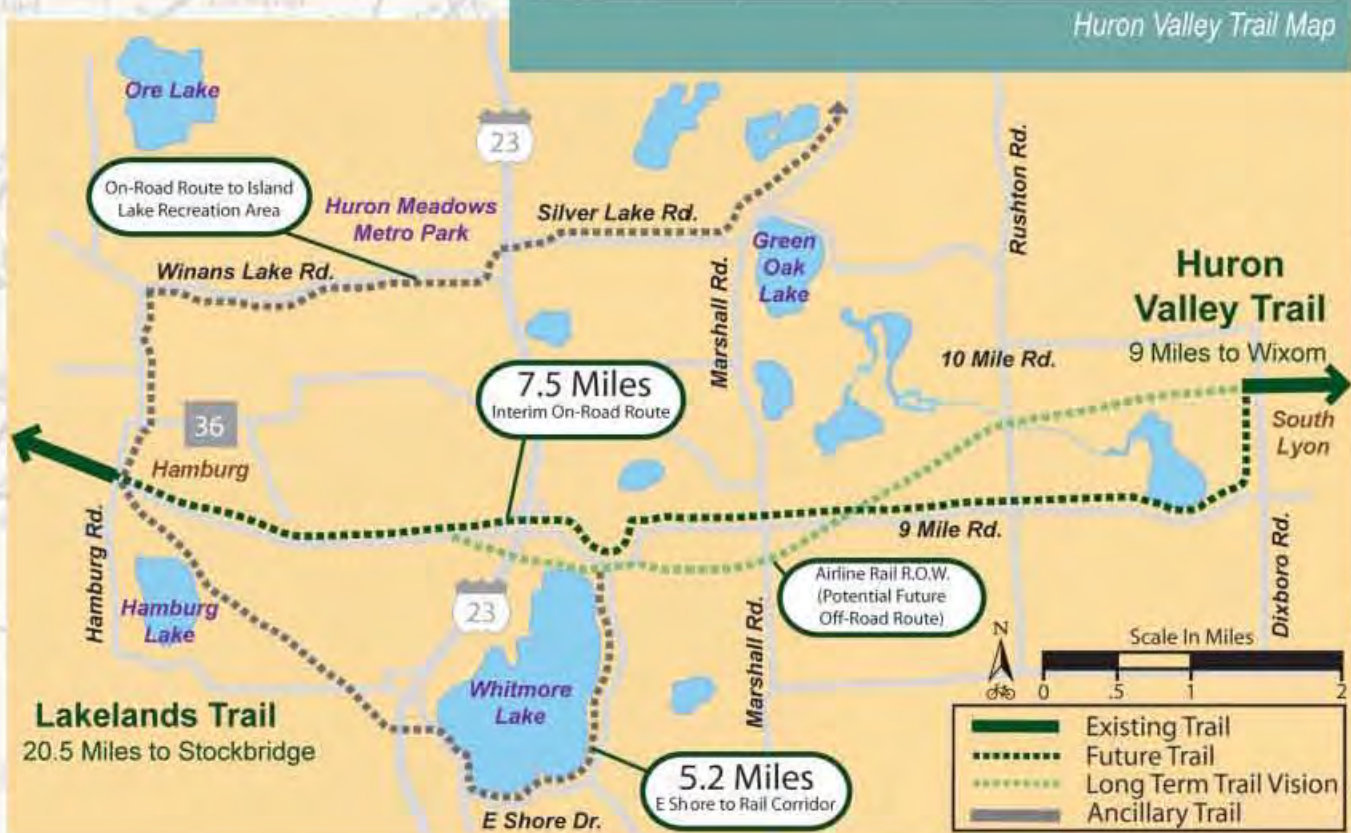 Huron Valley Trail Map
Ore Lake
23
On-Road Route to Island
Lake Recreation Area
Huron Meadows
Metro Park
Silver Lake Rd.
Winans Lake Rd.
Green
Oak
Lake
Marshall Rd.
Rushton Rd.
Huron
Valley Trail
9 Miles to Wixom
10 Mile Rd.
7.5 Miles
Interim On-Road Route
36
Hamburg
South
Lyon
9 Mile Rd.
Hamburg Rd.
Hamburg
Lake
23
Airline Rail R.O.W.
(Potential Future
Off-Road Route)
Dixboro Rd.
Marshall Rd.
Whitmore
Lake
Lakelands Trail
20.5 Miles to Stockbridge
5.2 Miles
E Shore to Rail Corridor
E Shore Dr.
N
Scale In Miles
0 .5 1 2
Existing Trail
Future Trail
Long Term Trail Vision
Ancillary Trail